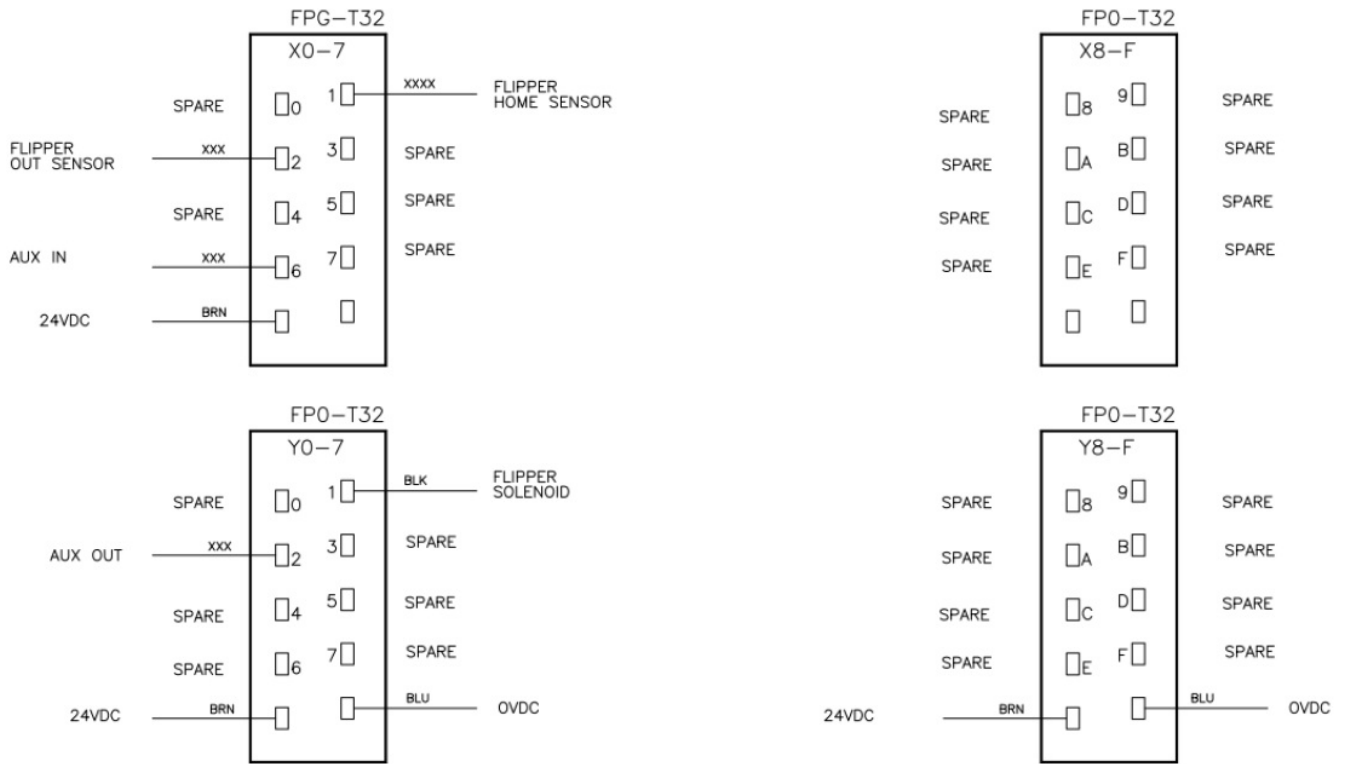 FPG-T32
X0-7
SPARE
0
1
XXXX
FLIPPER
HOME SENSOR
FLIPPER
OUT SENSOR
XXX
2
3
SPARE
SPARE
4
5
SPARE
AUX IN
XXX
6
7
SPARE
24VDC
BRN
FP0-T32
X8-F
SPARE
8
9
SPARE
SPARE
A
B
SPARE
SPARE
C
D
SPARE
SPARE
E
F
SPARE
FP0-T32
Y0-7
SPARE
0
1
BLK
FLIPPER
SOLENOID
AUX OUT
XXX
2
3
SPARE
SPARE
4
5
SPARE
SPARE
6
7
SPARE
24VDC
BRN
BLU
0VDC
FP0-T32
Y8-F
SPARE
8
9
SPARE
SPARE
A
B
SPARE
SPARE
C
D
SPARE
SPARE
E
F
SPARE
24VDC
BRN
BLU
0VDC